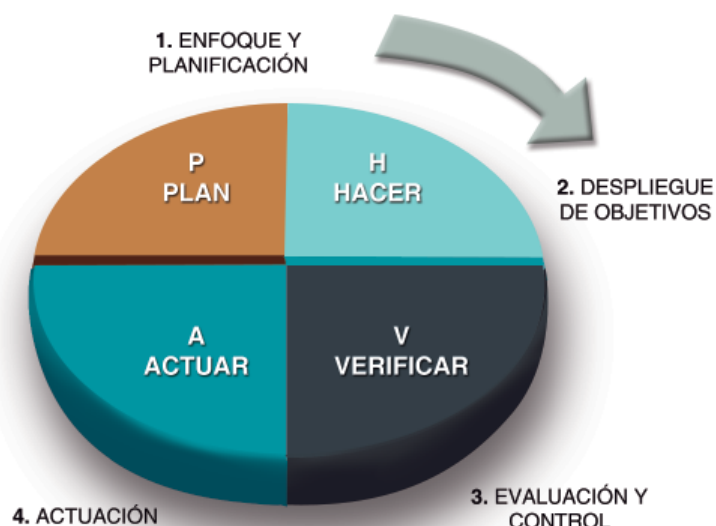 1. ENFOQUE Y
PLANIFICACIÓN
P
PLAN
H
HACER
2. DESPLIEGUE
DE OBJETIVOS
A
ACTUAR
V
VERIFICAR
3. EVALUACIÓN Y
CONTROL
4. ACTUACIÓN